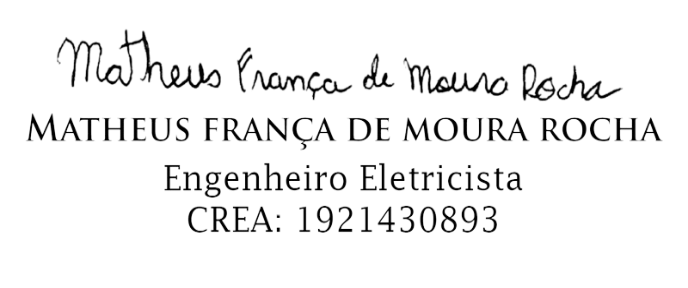 Matheus França de Moura Rocha
MATHEUS FRANÇA DE MOURA ROCHA
Engenheiro Eletricista
CREA: 1921430893